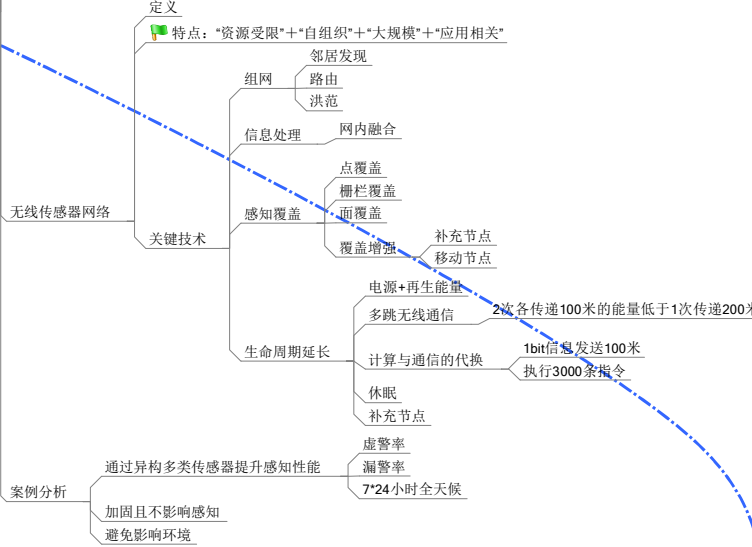 定义
特点：“资源受限”＋“自组织”＋“大规模”＋“应用相关”
邻居发现
组网
路由
洪范
信息处理
网内融合
点覆盖
栅栏覆盖
无线传感器网络
感知覆盖
面覆盖
关键技术
覆盖增强
补充节点
移动节点
电源+再生能量
多跳无线通信
2次各传递100米的能量低于1次传递200米
生命周期延长
计算与通信的代换
1bit信息发送100米
执行3000条指令
休眠
补充节点
案例分析
通过异构多类传感器提升感知性能
虚警率
漏警率
7*24小时全天候
加固且不影响感知
避免影响环境